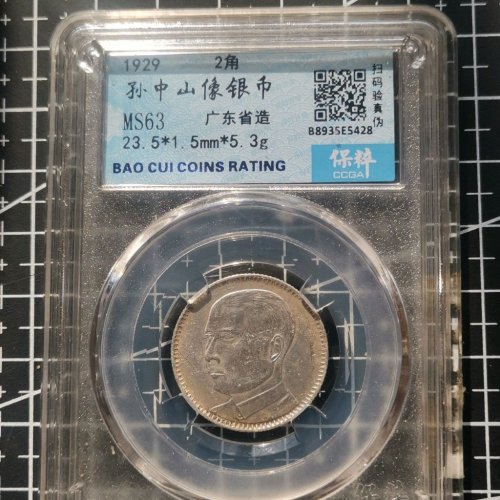 1929 2角
孙中山像银币
MS63 广东省造
23.5*1.5mm*5.3g
BAO CUI COINS RATING
B8935E5428
扫码验真伪
保粹
CCGA